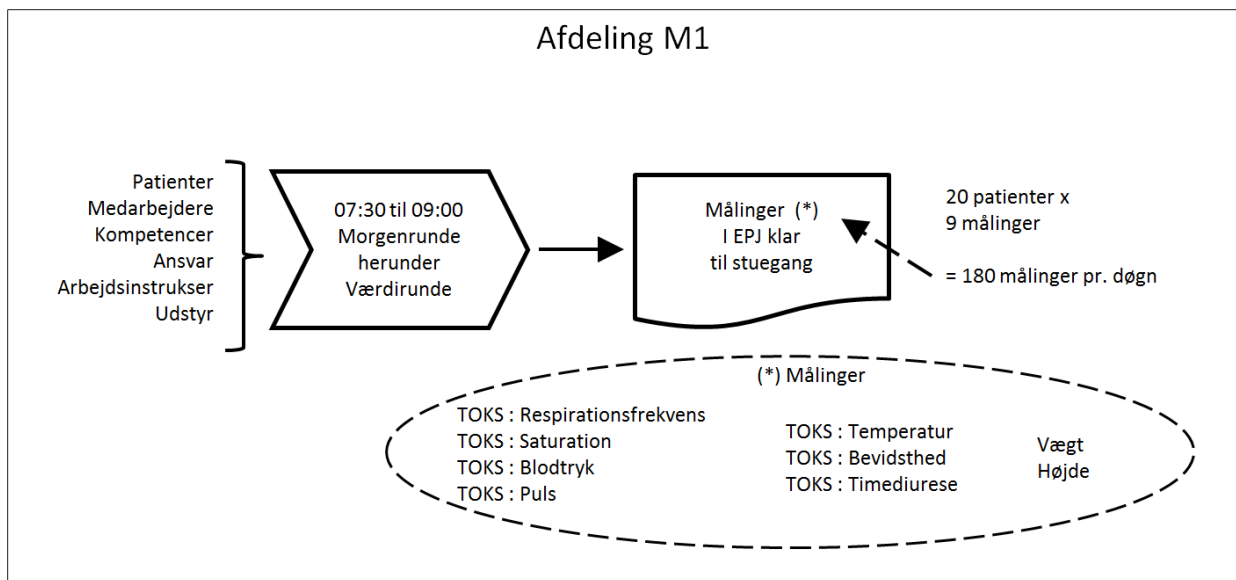 Afdeling M1
Patienter
Medarbejdere
Kompetencer
Ansvar
Arbejdsinstrukser
Udstyr
07:30 til 09:00
Morgenrunde
herunder
Værdirunde
Målinger (*)
I EPJ klar
til stuegang
20 patienter x
9 målinger
= 180 målinger pr. døgn
(*) Målinger
TOKS : Respirationsfrekvens
TOKS : Saturation
TOKS : Blodtryk
TOKS : Puls
TOKS : Temperatur
TOKS : Bevidsthed
TOKS : Timediurese
Vægt
Højde